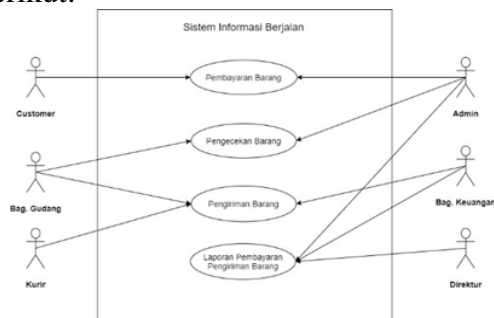 Sistem Informasi Berjalan
Pembayaran Barang
Customer
Admin
Pengecekan Barang
Bag. Gudang
Pengiriman Barang
Bag. Keuangan
Laporan Pembayaran
Pengiriman Barang
Kurir
Direktur